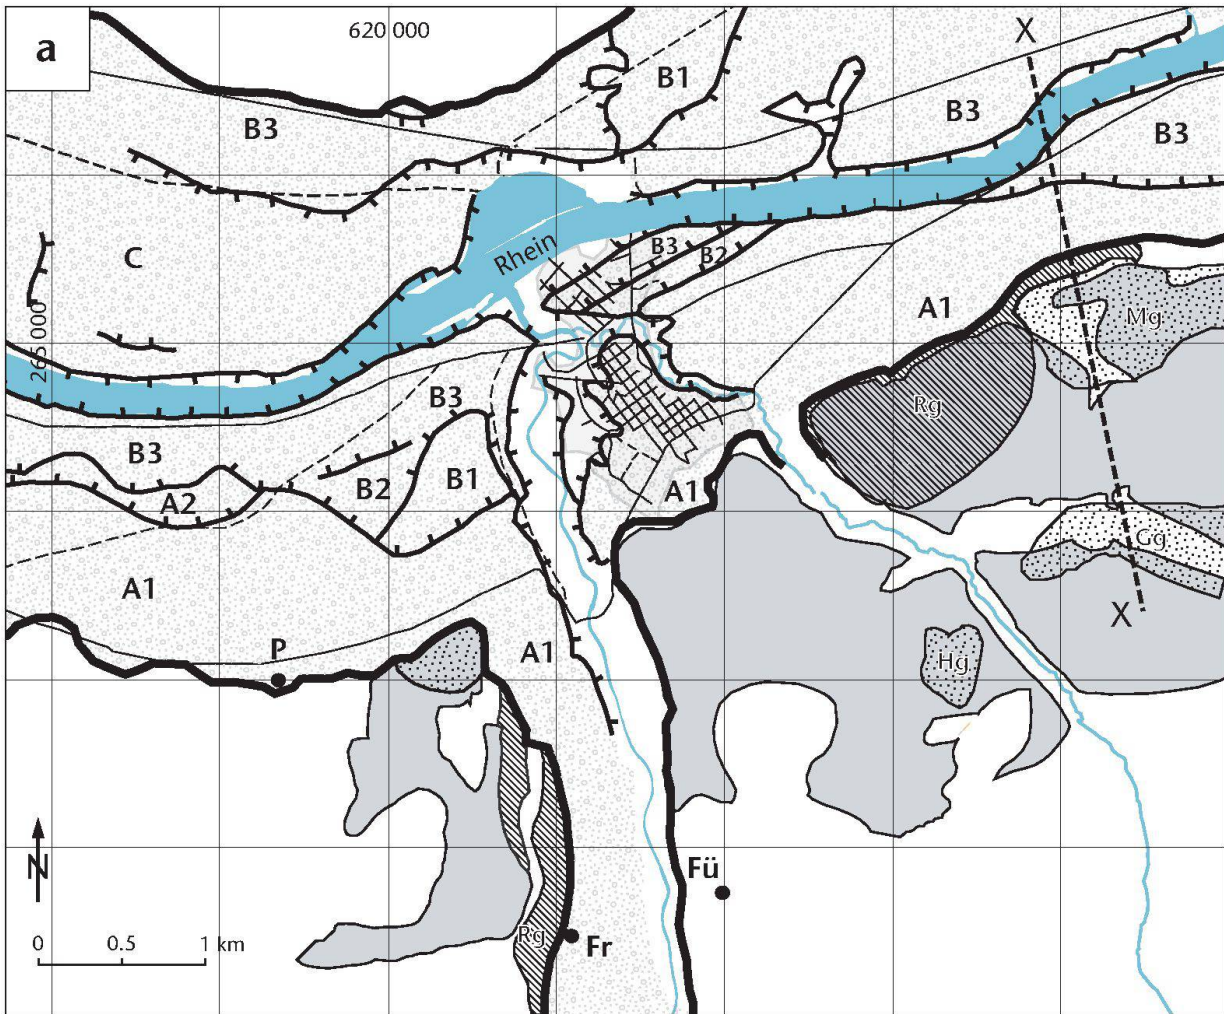 a
620 000
X
B1
B3
B3
B3
C
Rhein
B3
B2
A1
Mg
265 000
Rg
B3
B3
B2
B1
A2
A1
Gg
A1
X
P
A1
Hg
N
Fü
0 0.5 1 km
Rg
Fr